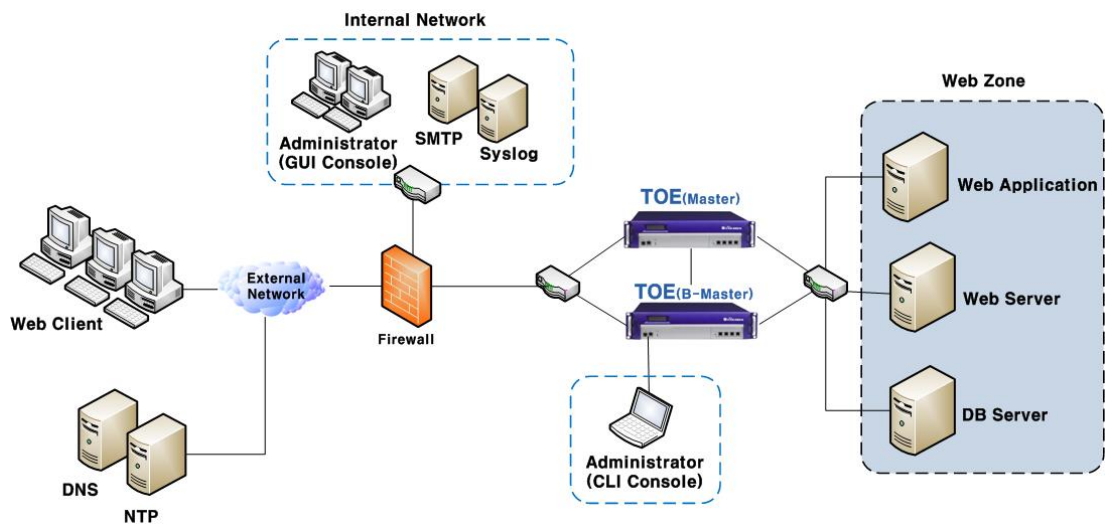 Internal Network
Administrator
(GUI Console)
SMTP
Syslog
Web Zone
Web Application
TOE(Master)
External
Network
Web Client
Firewall
TOE(B-Master)
Web Server
DNS
NTP
Administrator
(CLI Console)
DB Server